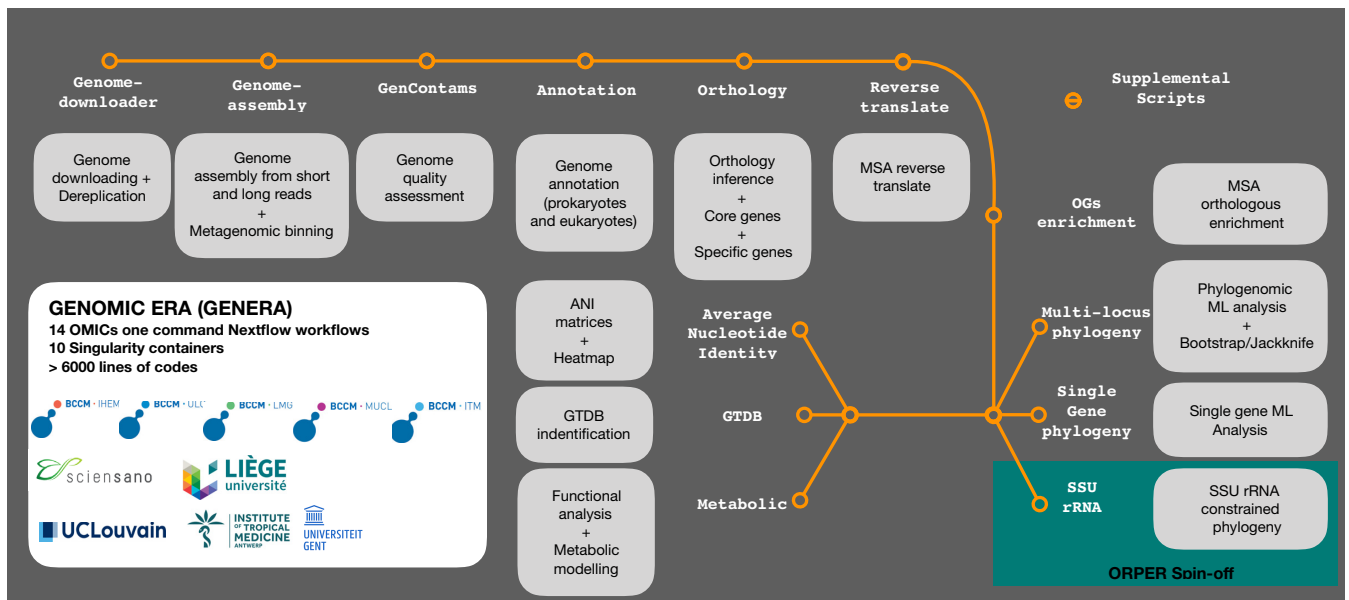 Genome-
downloader
Genome-
assembly
GenContams
Annotation
Orthology
Reverse
translate
Supplemental
Scripts
Genome
downloading +
Dereplication
Genome
assembly from short
and long reads
+
Metagenomic binning
Genome
quality
assessment
Genome
annotation
(prokaryotes
and eukaryotes)
Orthology
inference
+
Core genes
+
Specific genes
MSA reverse
translate
OGs
enrichment
MSA
orthologous
enrichment
GENOMIC ERA (GENERA)
14 OMICs one command Nextflow workflows
10 Singularity containers
> 6000 lines of codes
BCCM · IHEM
BCCM · ULC
BCCM · LMG
BCCM · MUCL
BCCM · ITM
sciensano
LIÈGE
université
UCLouvain
INSTITUTE
OF TROPICAL
MEDICINE
ANTWERP
UNIVERSITEIT
GENT
ANI
matrices
+
Heatmap
Average
Nucleotide
Identity
GTDB
indentification
GTDB
Functional
analysis
+
Metabolic
modelling
Metabolic
Multi-locus
phylogeny
Phylogenomic
ML analysis
+
Bootstrap/Jackknife
Single
Gene
phylogeny
Single gene ML
Analysis
SSU
rRNA
SSU rRNA
constrained
phylogeny
ORPER Spin-off